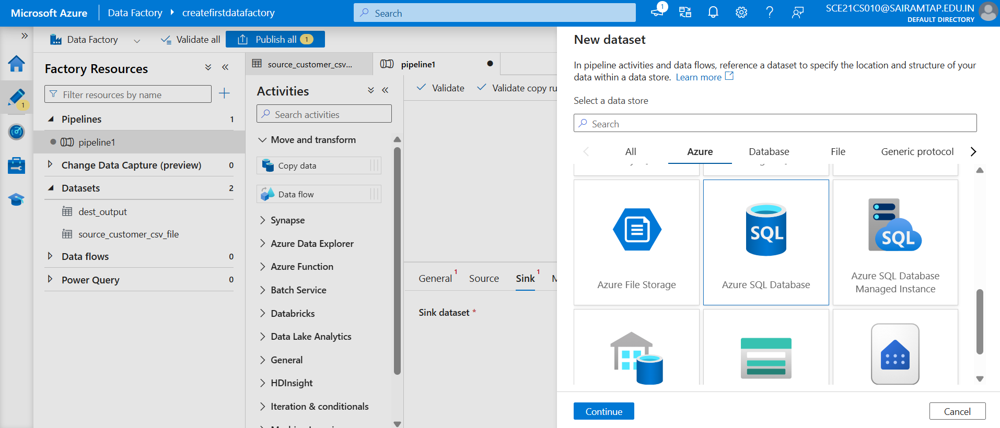 Microsoft Azure
Data Factory
createfirstdatafactory
Search
1
SCE21CS010@SAIRAMTAP.EDU.IN
DEFAULT DIRECTORY
Data Factory
Validate all
Publish all 1
Factory Resources
Filter resources by name
1
Pipelines 1
pipeline1
Change Data Capture (preview) 0
Datasets 2
dest_output
source_customer_csv_file
Data flows 0
Power Query 0
source_customer_csv...
pipeline1
Activities
Search activities
Move and transform
Copy data
Data flow
Synapse
Azure Data Explorer
Azure Function
Batch Service
Databricks
Data Lake Analytics
General
HDInsight
Iteration & conditionals
Validate
Validate copy ru
General 1
Source
Sink 1
M
Sink dataset *
New dataset
In pipeline activities and data flows, reference a dataset to specify the location and structure of your
data within a data store. Learn more
Select a data store
Search
All
Azure
Database
File
Generic protocol
Azure File Storage
SQL
Azure SQL Database
SQL
Azure SQL Database
Managed Instance
Continue
Cancel